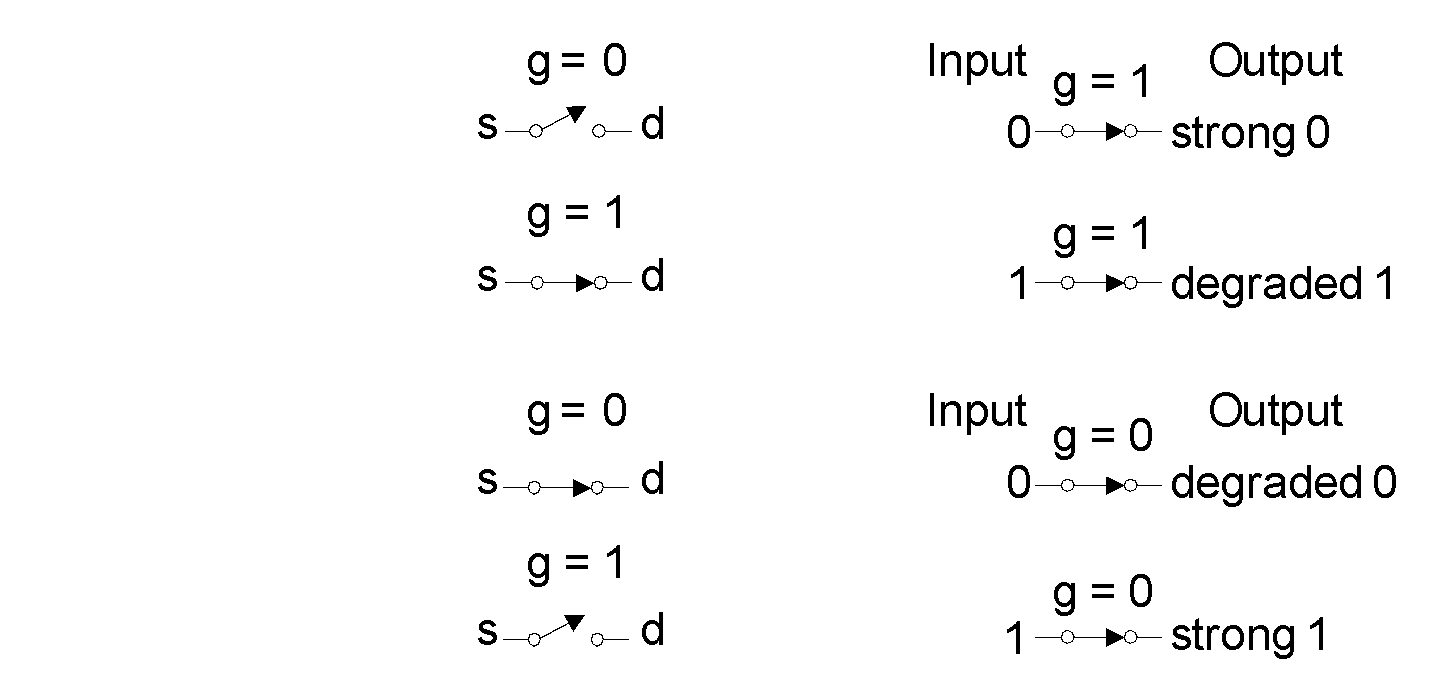 g = 0
s d
g = 1
s d
Input g = 1 Output
0 strong 0
g = 1
1 degraded 1
g = 0
s d
g = 1
s d
Input g = 0 Output
0 degraded 0
g = 0
1 strong 1